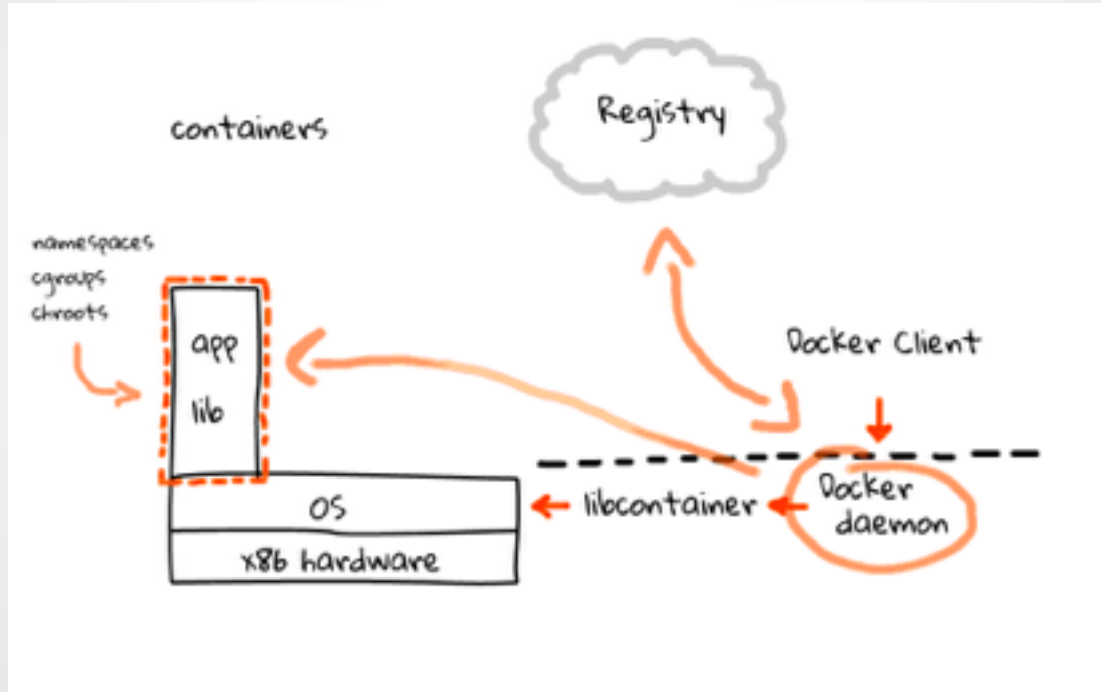 containers
Registry
namespaces
cgroups
chroots
app
lib
Docker Client
OS
libcontainer
Docker
daemon
x86 hardware